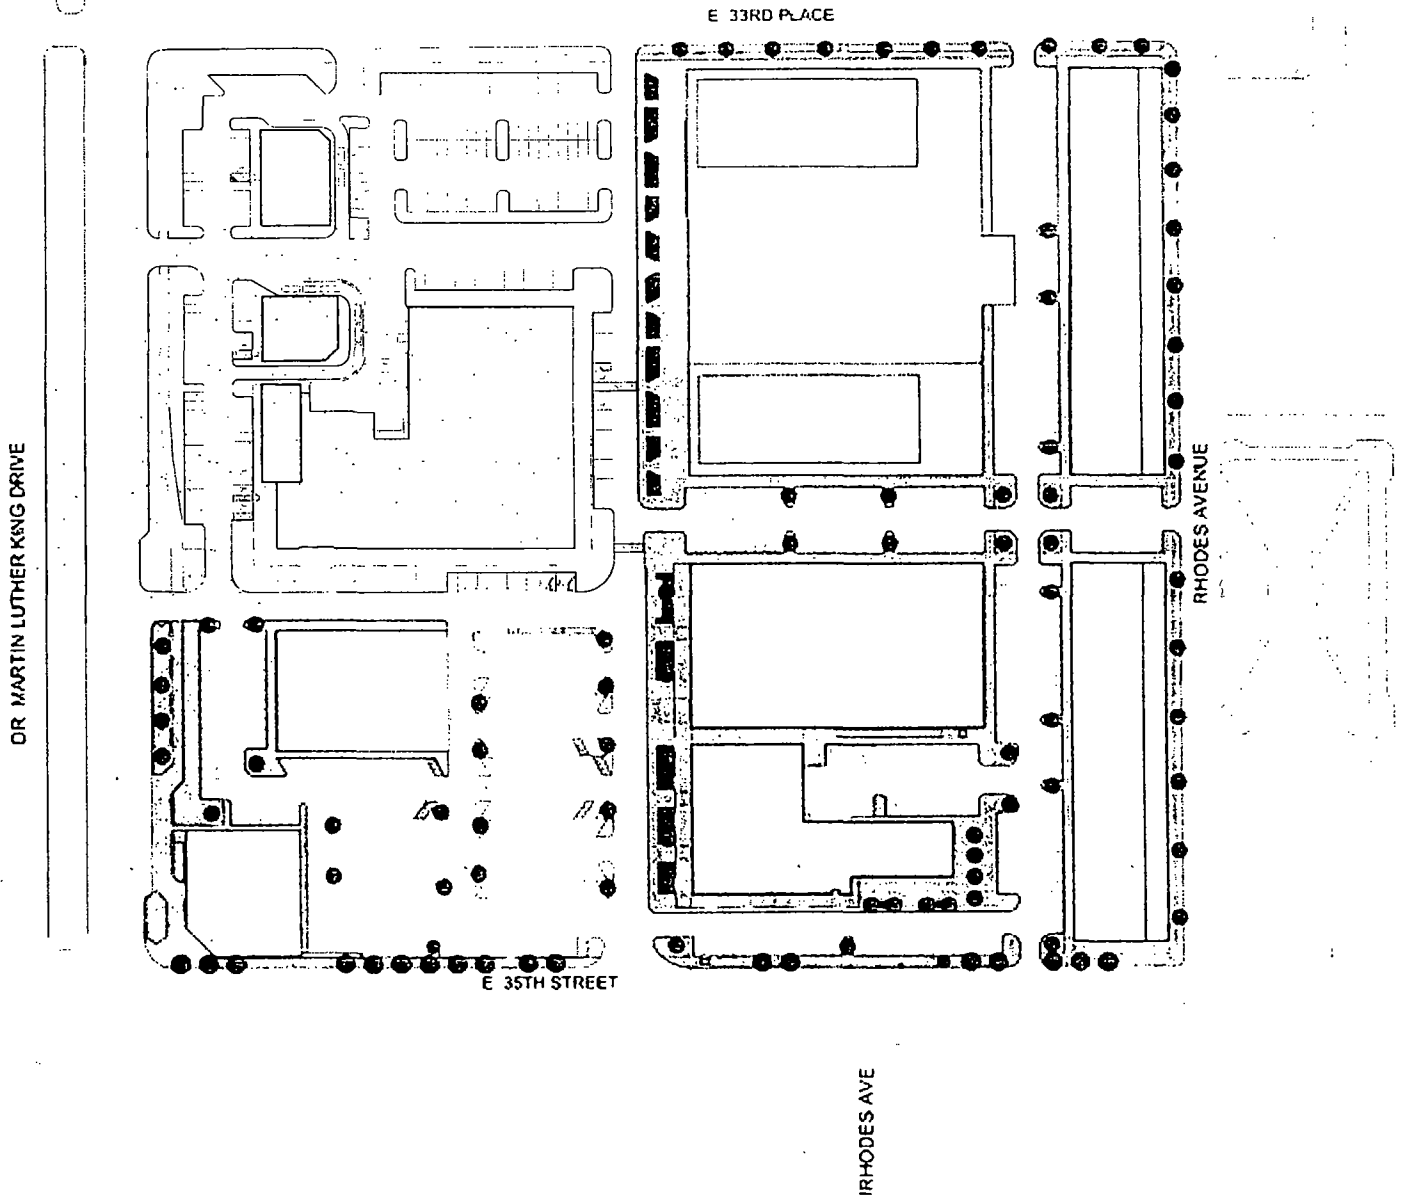 E 33RD PLACE
DR MARTIN LUTHER KING DRIVE
RHODES AVENUE
E 35TH STREET
RHODES AVE